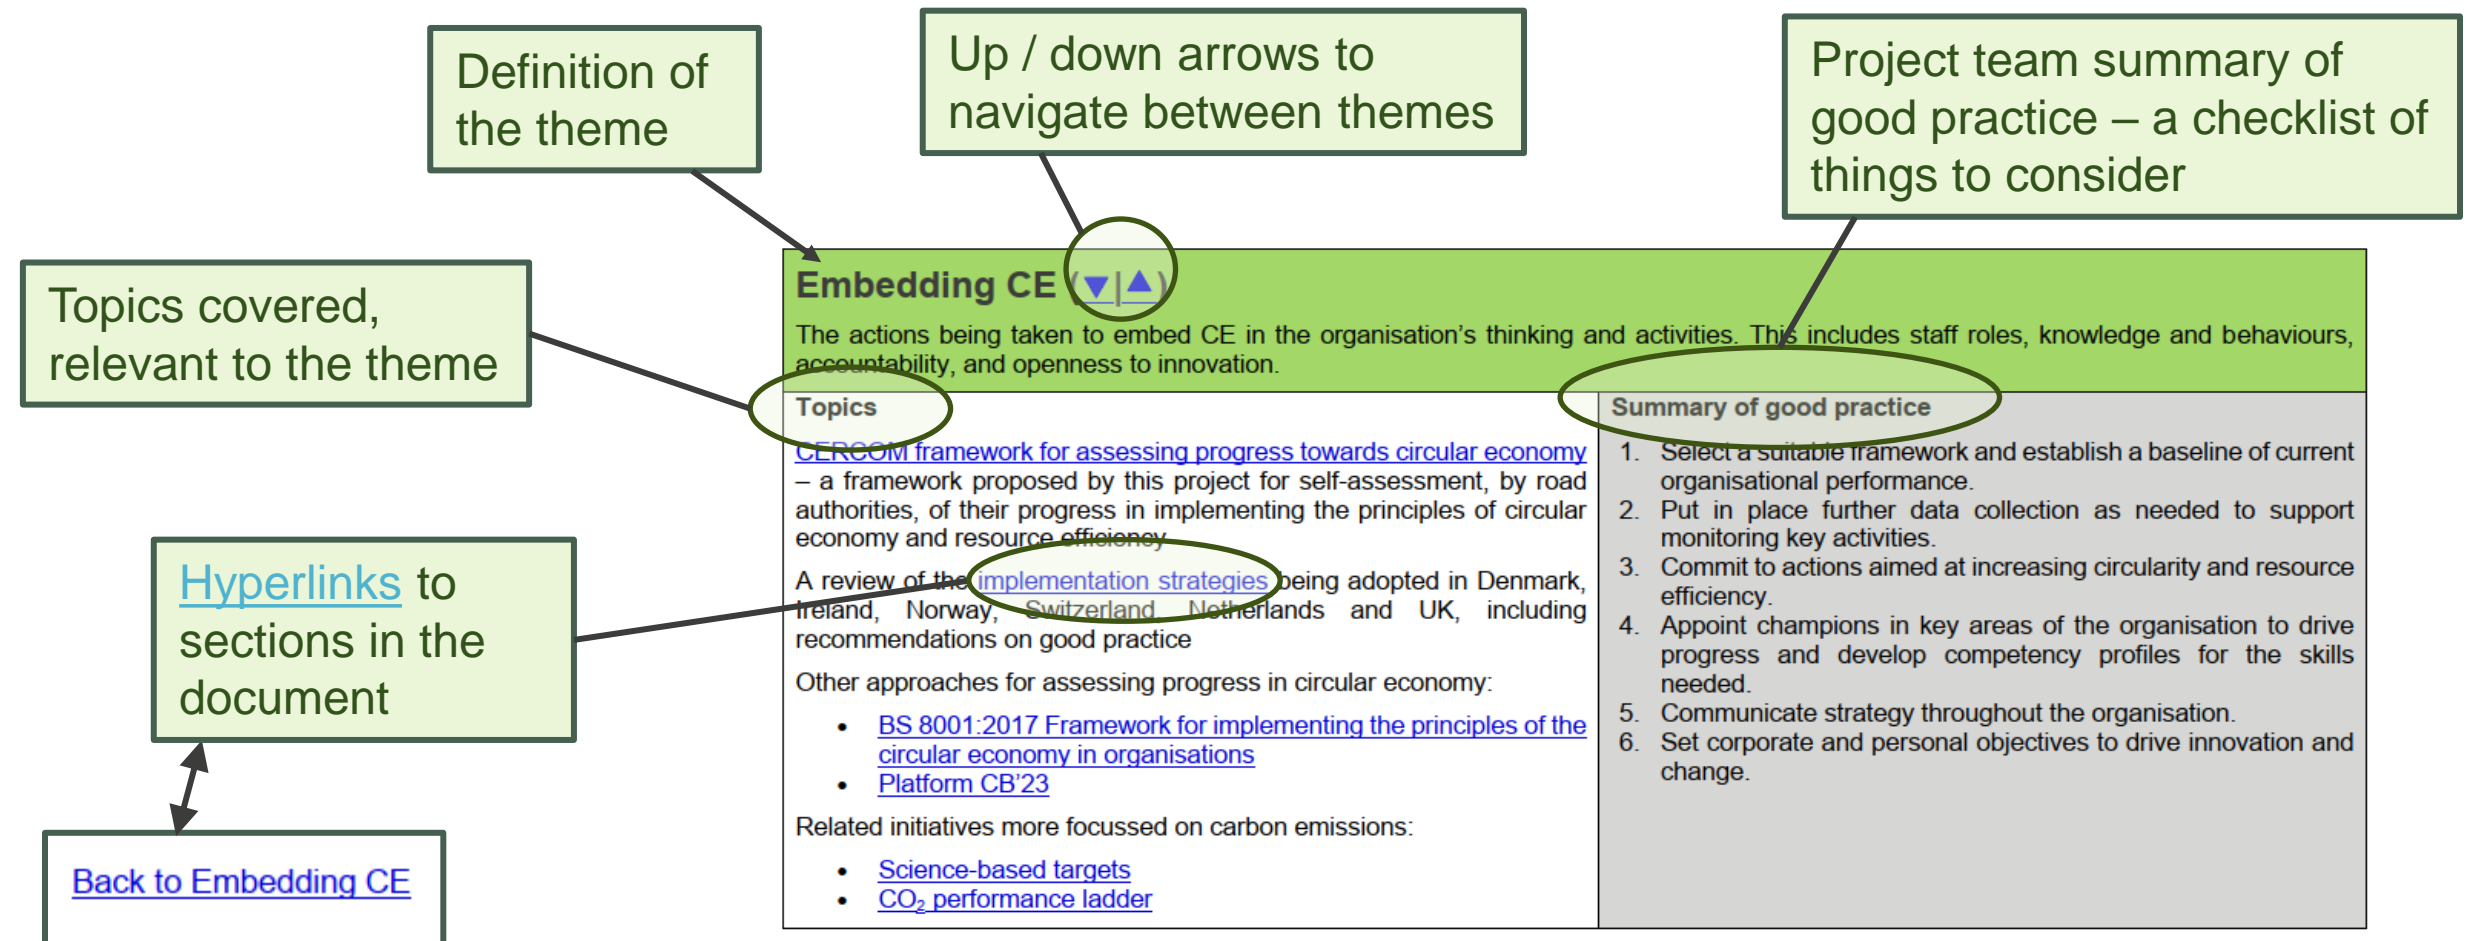 Definition of
the theme
Up / down arrows to
navigate between themes
Project team summary of
good practice – a checklist of
things to consider
Topics covered,
relevant to the theme
Hyperlinks to
sections in the
document
Back to Embedding CE
Embedding CE (▼|▲)
The actions being taken to embed CE in the organisation’s thinking and activities. This includes staff roles, knowledge and behaviours,
accountability, and openness to innovation.
Topics
CERCOM framework for assessing progress towards circular economy
– a framework proposed by this project for self-assessment, by road
authorities, of their progress in implementing the principles of circular
economy and resource efficiency
A review of the implementation strategies being adopted in Denmark,
Ireland, Norway, Switzerland, Netherlands and UK, including
recommendations on good practice
Other approaches for assessing progress in circular economy:
• BS 8001:2017 Framework for implementing the principles of the
circular economy in organisations
• Platform CB’23
Related initiatives more focussed on carbon emissions:
• Science-based targets
• CO₂ performance ladder
Summary of good practice
1. Select a suitable framework and establish a baseline of current
organisational performance.
2. Put in place further data collection as needed to support
monitoring key activities.
3. Commit to actions aimed at increasing circularity and resource
efficiency.
4. Appoint champions in key areas of the organisation to drive
progress and develop competency profiles for the skills
needed.
5. Communicate strategy throughout the organisation.
6. Set corporate and personal objectives to drive innovation and
change.